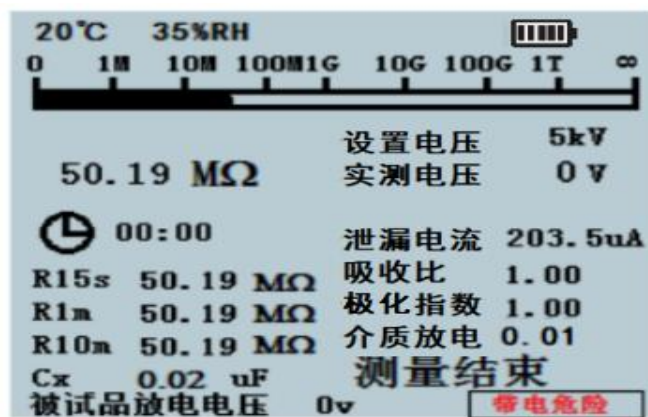 20℃ 35%RH
0 1M 10M 100M1G 10G 100G 1T ∞
设置电压 5kV
50.19 MΩ 实测电压 0 V
00:00 泄漏电流 203.5uA
R15s 50.19 MΩ 吸收比 1.00
R1m 50.19 MΩ 极化指数 1.00
R10m 50.19 MΩ 介质放电 0.01
Cx 0.02 uF 测量结束
被试品放电电压 0v 带电危险